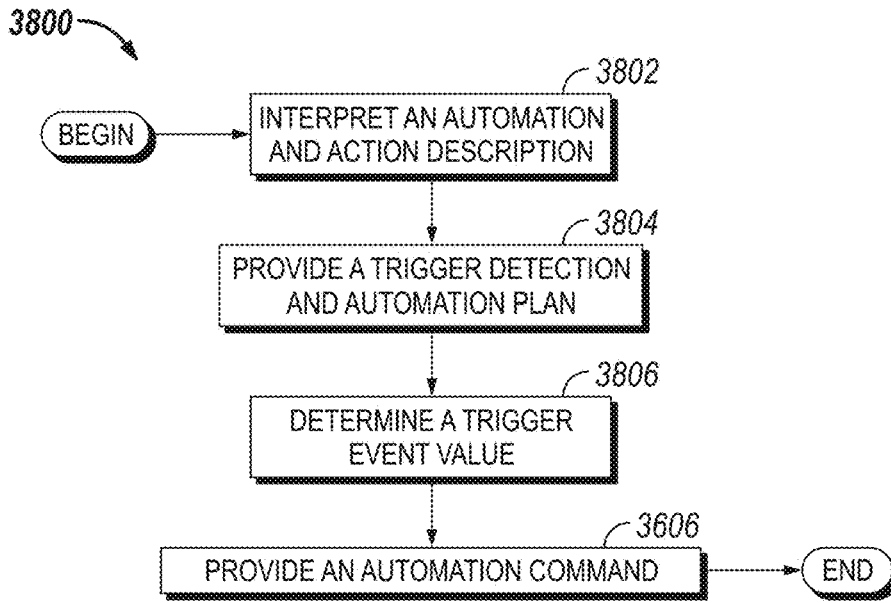 3800
3802
BEGIN
INTERPRET AN AUTOMATION
AND ACTION DESCRIPTION
3804
PROVIDE A TRIGGER DETECTION
AND AUTOMATION PLAN
3806
DETERMINE A TRIGGER
EVENT VALUE
3606
PROVIDE AN AUTOMATION COMMAND
END